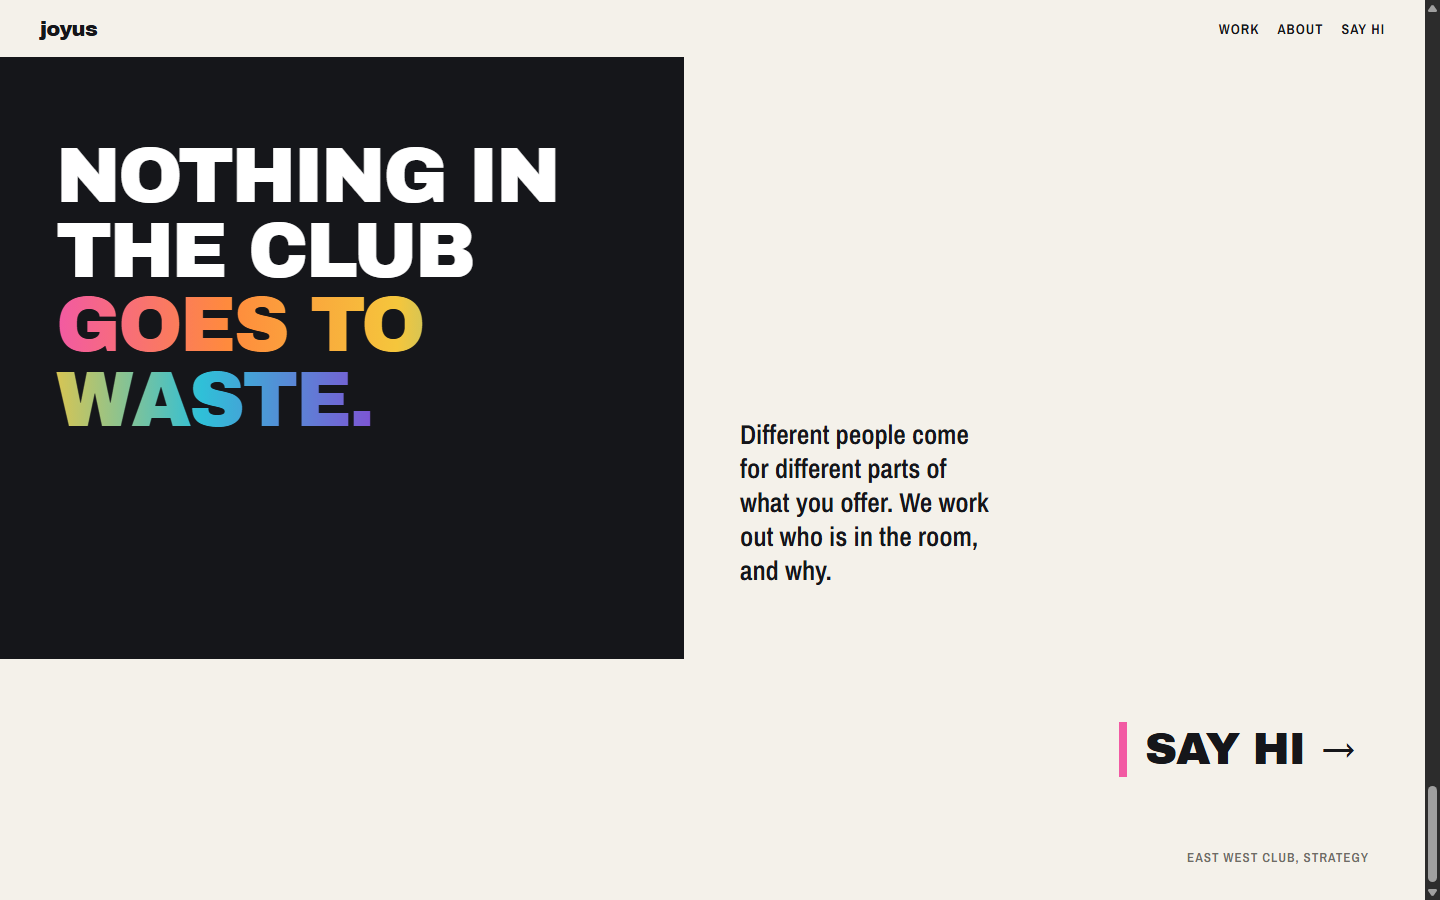 joyus
WORK ABOUT SAY HI
NOTHING IN
THE CLUB
GOES TO
WASTE.
Different people come
for different parts of
what you offer. We work
out who is in the room,
and why.
SAY HI →
EAST WEST CLUB, STRATEGY